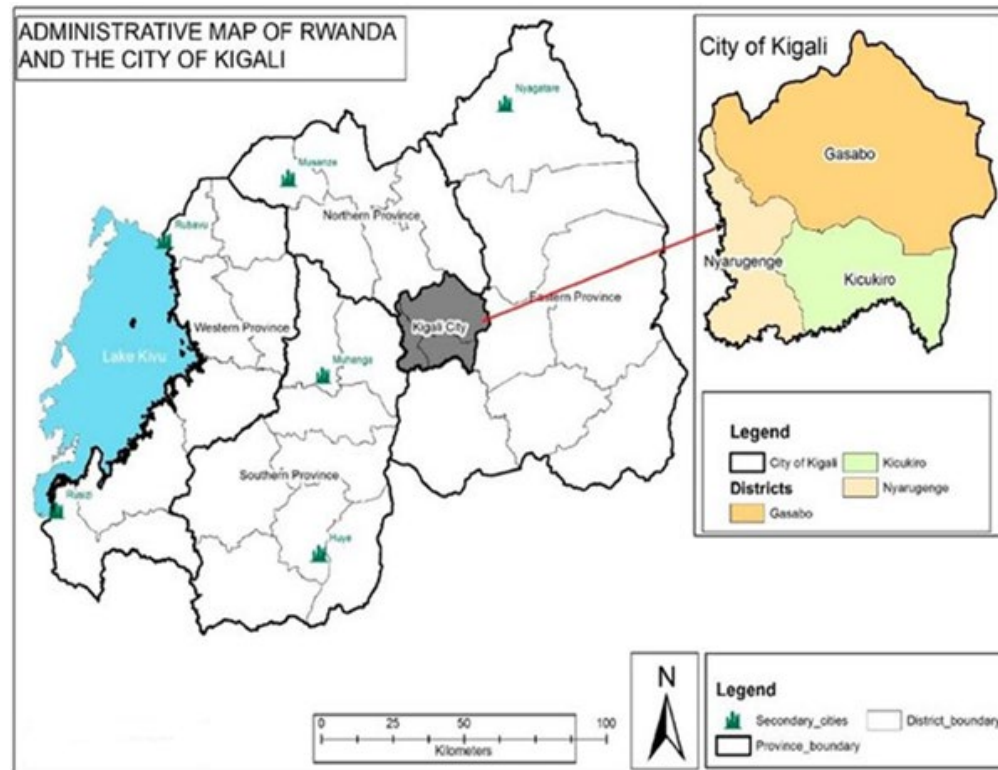 ADMINISTRATIVE MAP OF RWANDA
AND THE CITY OF KIGALI
Nyagatare
Musanze
Northern Province
Rubavu
Western Province
Lake Kivu
Kigali City
Eastern Province
Muhanga
Southern Province
Rusizi
Huye
City of Kigali
Gasabo
Nyarugenge
Kicukiro
Legend
City of Kigali
Kicukiro
Districts
Nyarugenge
Gasabo
0 25 50 100
Kilometers
N
Legend
Secondary_cities
District_boundary
Province_boundary